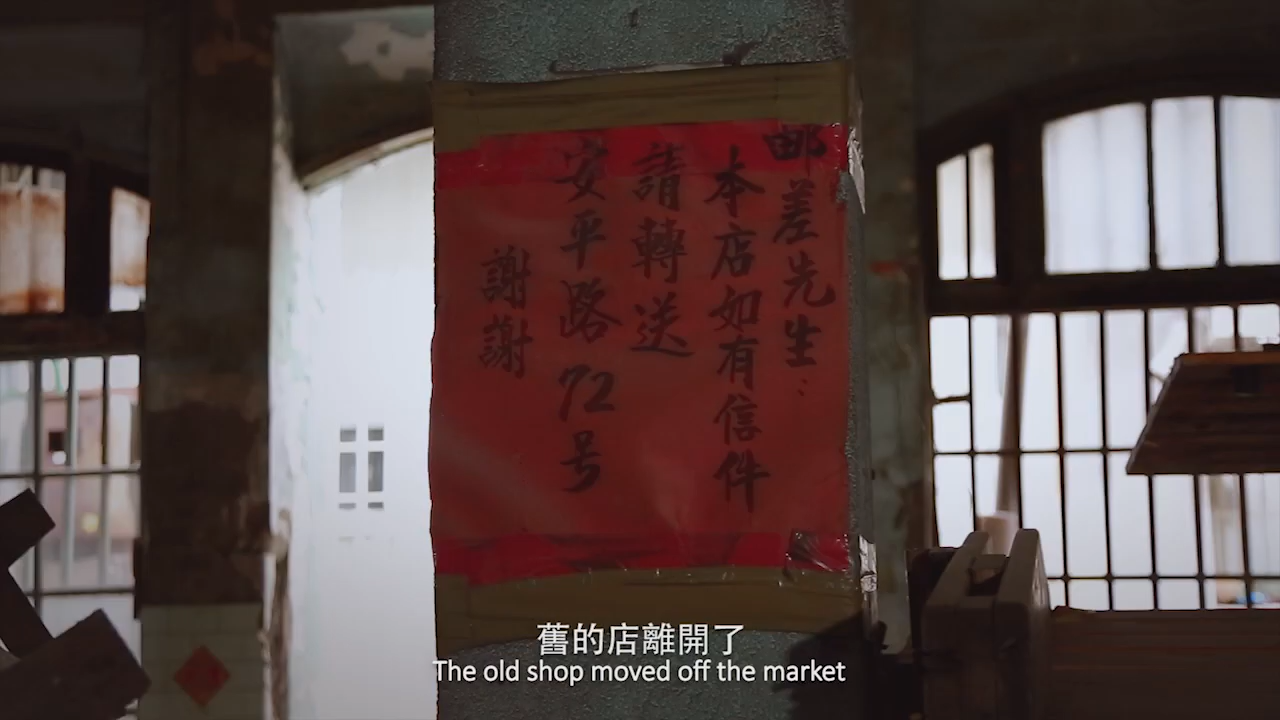 邮差先生：
本店如有信件
請轉送
安平路72号
謝謝
舊的店離開了
The old shop moved off the market